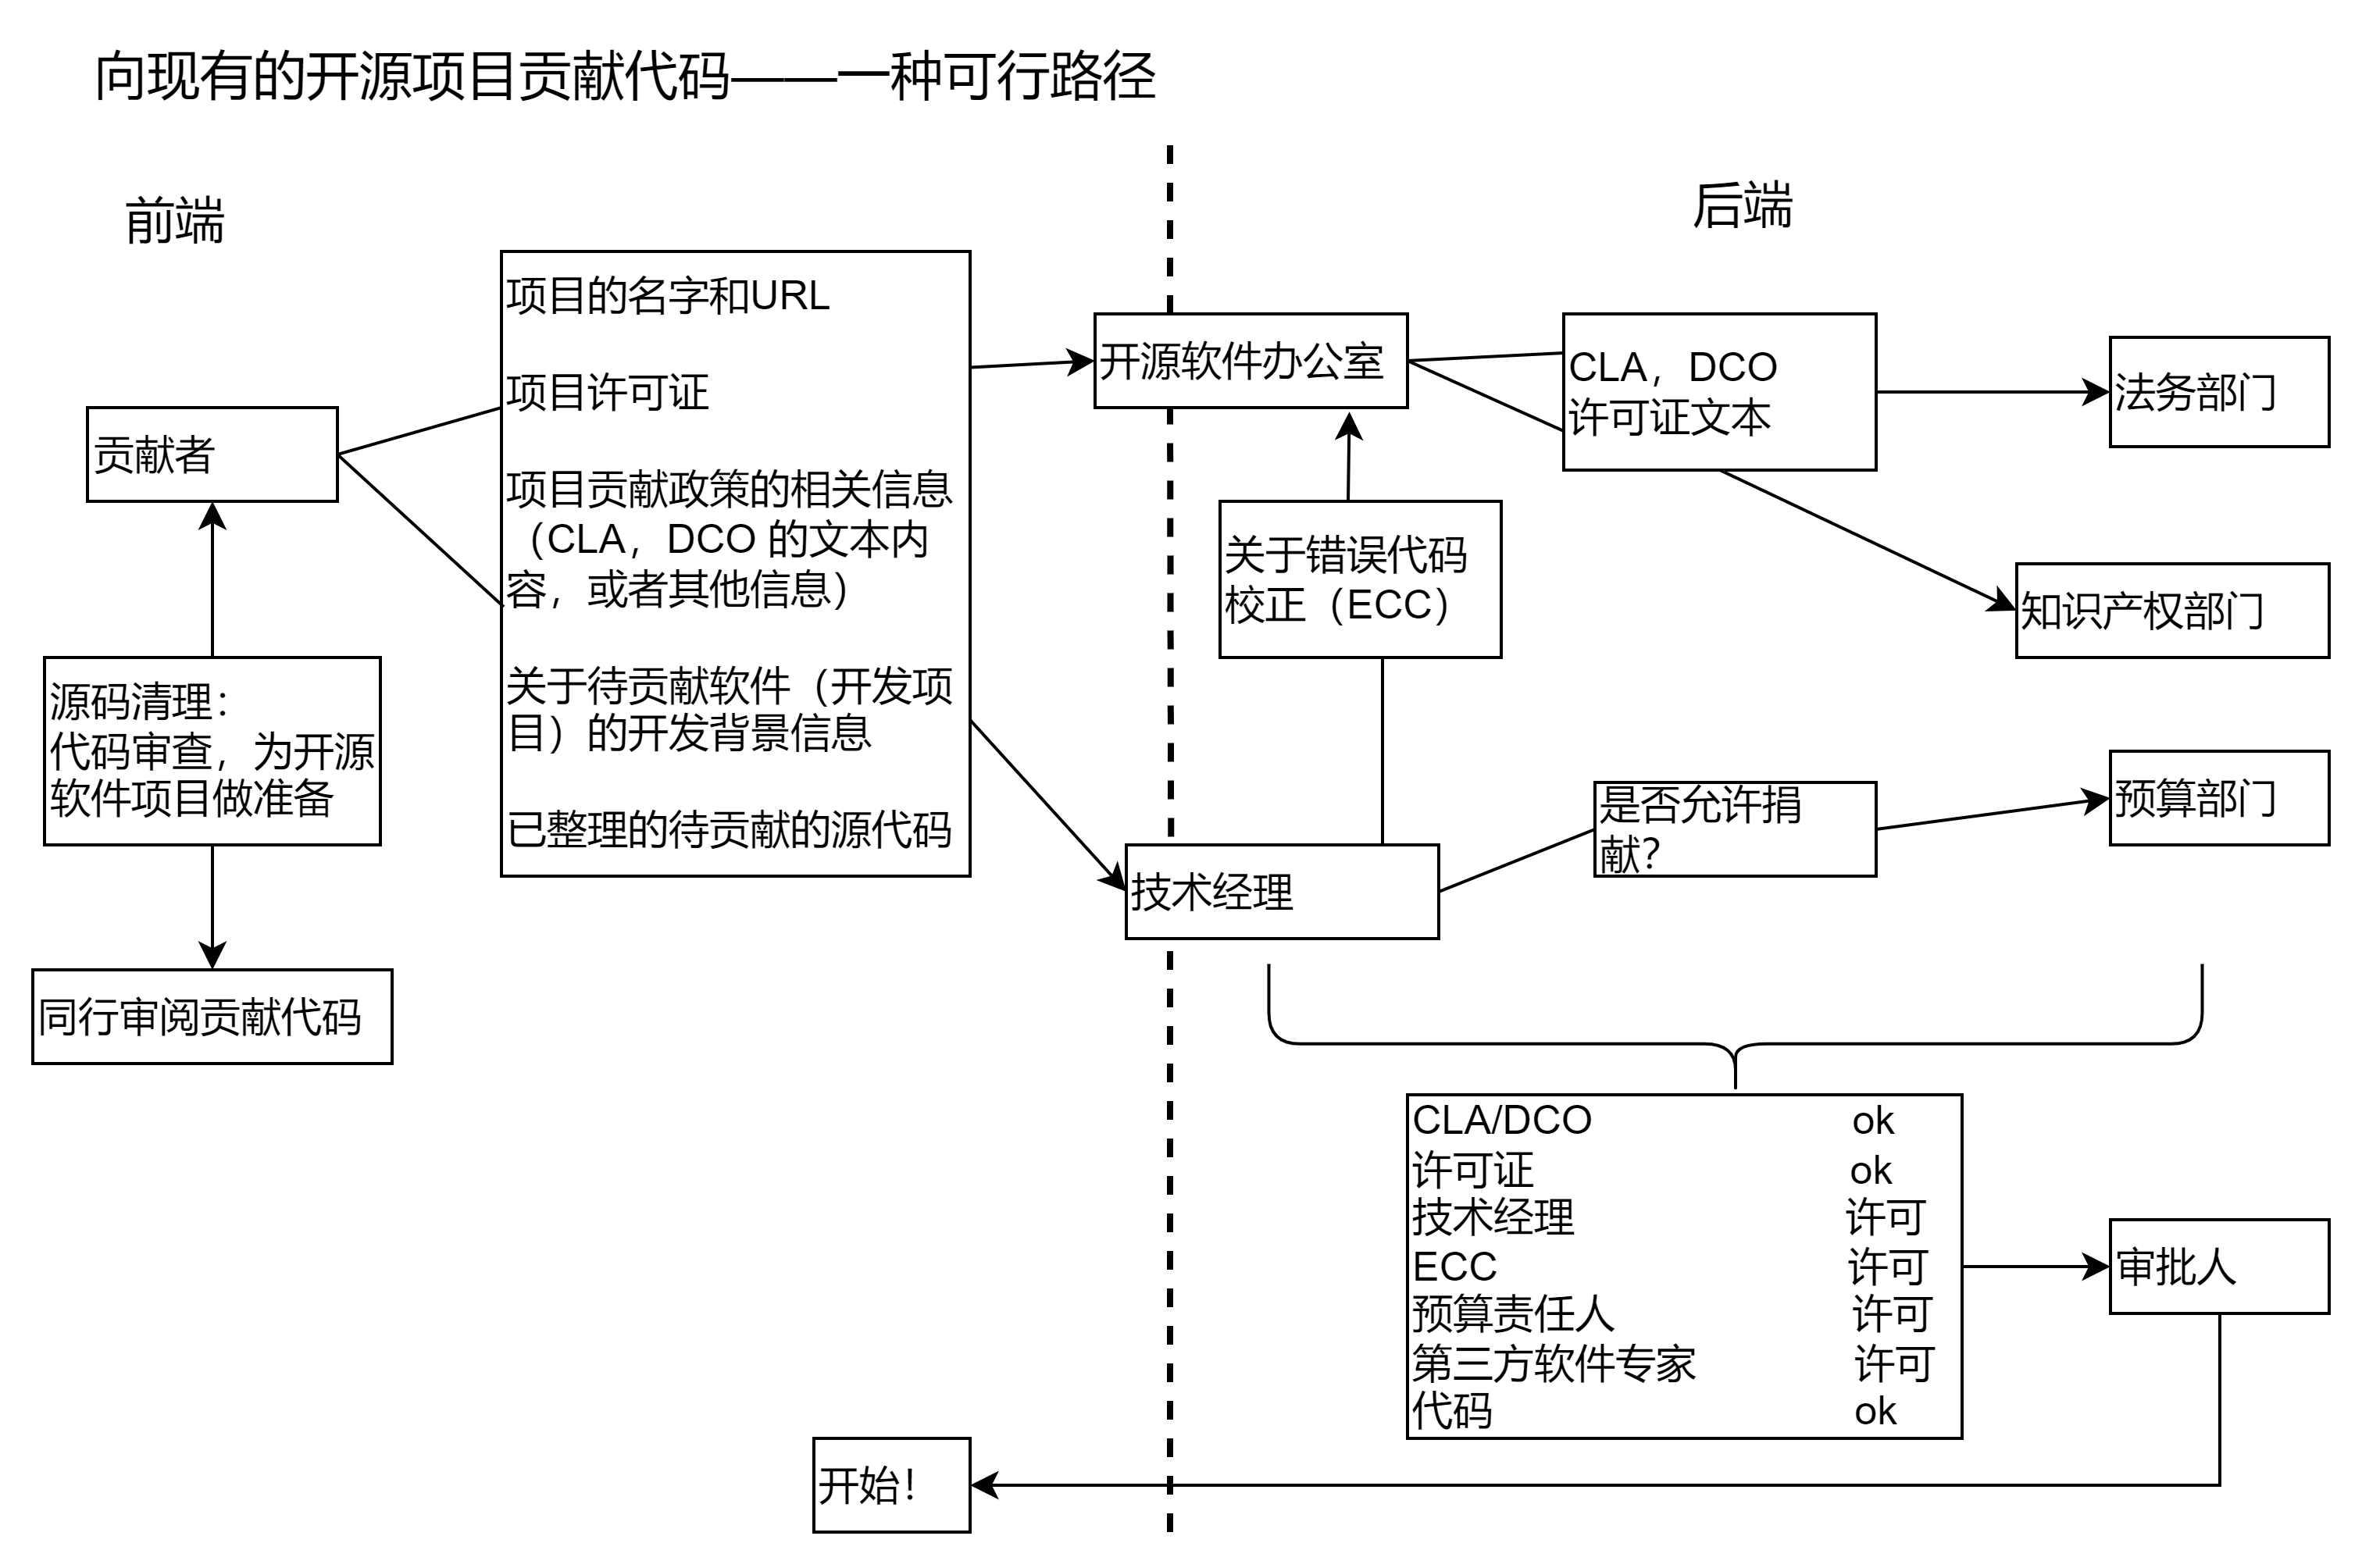 向现有的开源项目贡献代码——一种可行路径
前端
后端
项目的名字和URL
项目许可证
项目贡献政策的相关信息
（CLA，DCO 的文本内
容，或者其他信息）
关于待贡献软件（开发项
目）的开发背景信息
已整理的待贡献的源代码
贡献者
源码清理：
代码审查，为开源
软件项目做准备
同行审阅贡献代码
开源软件办公室
CLA，DCO
许可证文本
法务部门
关于错误代码
校正（ECC）
知识产权部门
技术经理
是否允许捐
献？
预算部门
CLA/DCO ok
许可证 ok
技术经理 许可
ECC 许可
预算责任人 许可
第三方软件专家 许可
代码 ok
审批人
开始！